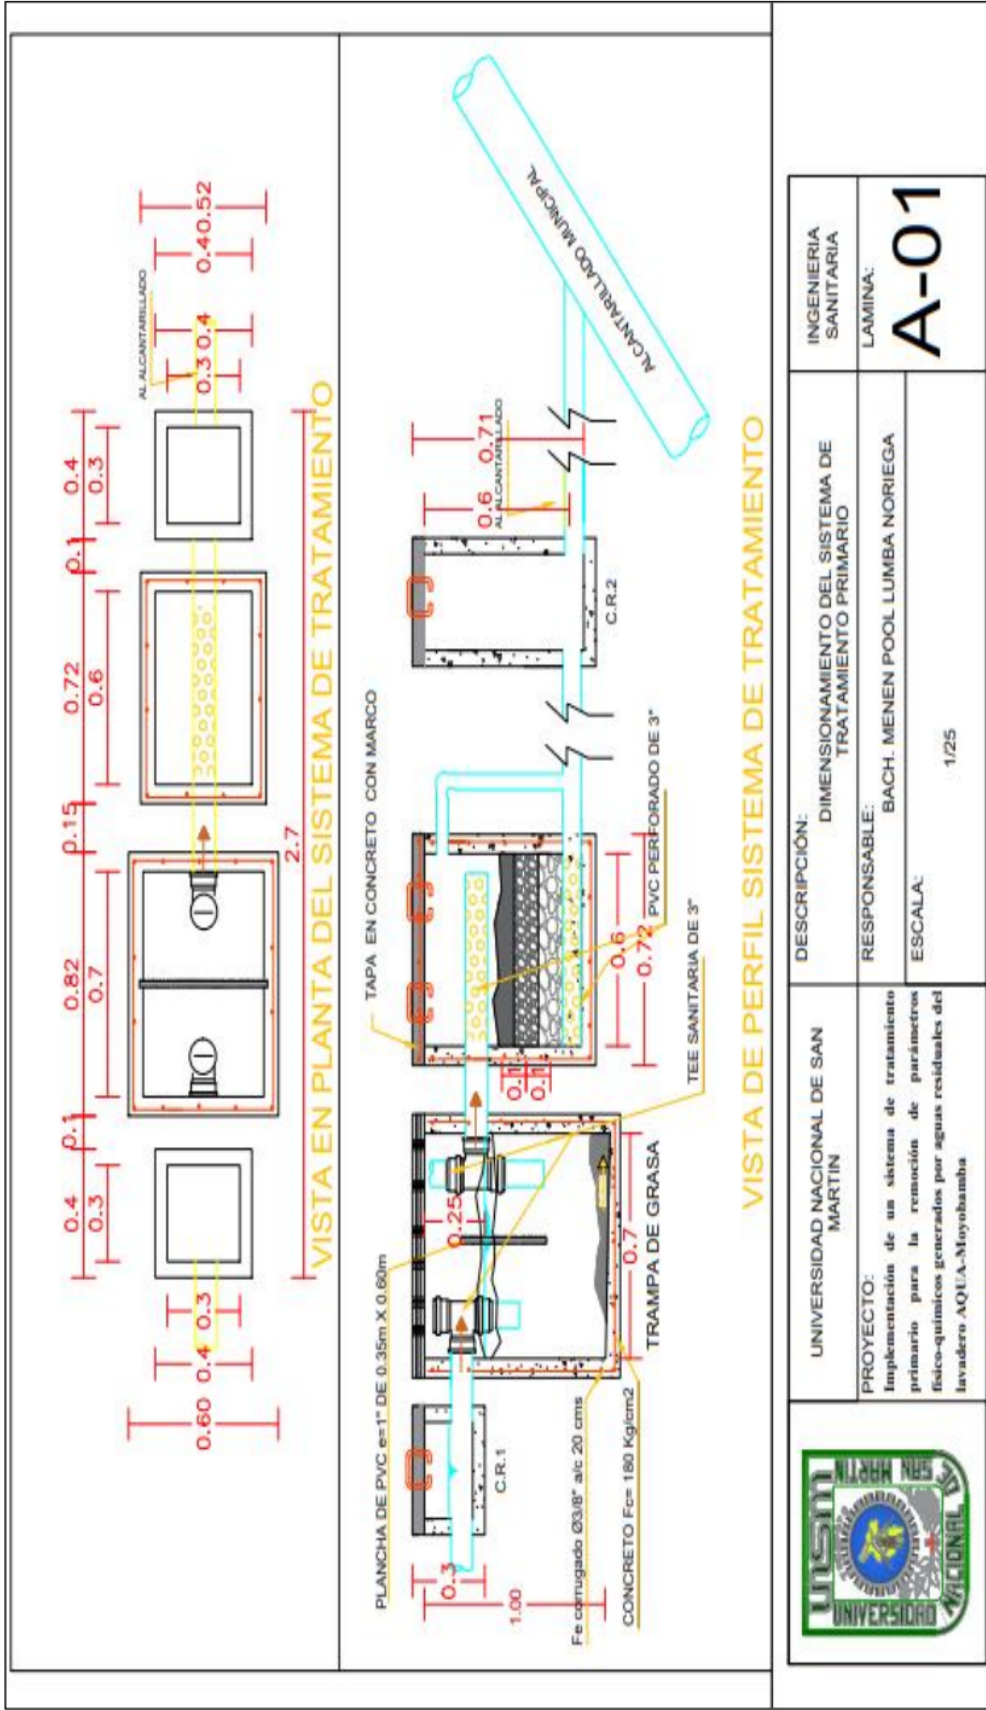 0.4
0.1
0.82
0.15
0.72
0.1
0.4
0.3
0.7
0.6
0.3
AL ALCANTARILLADO
0.60
0.4
0.3
0.3
0.4
0.4
0.52
2.7
VISTA EN PLANTA DEL SISTEMA DE TRATAMIENTO
PLANCHA DE PVC e=1" DE 0.35m X 0.60m
TAPA EN CONCRETO CON MARCO
0.3
1.00
C.R.1
0.25
0.7
TRAMPA DE GRASA
Fe corrugado Ø3/8" a/c 20 cms
CONCRETO Fc= 180 Kg/cm2
0.1
0.1
0.6
0.72
PVC PERFORADO DE 3"
TEE SANITARIA DE 3"
C.R.2
0.6
0.71
AL ALCANTARILLADO
ALCANTARILLADO MUNICIPAL
VISTA DE PERFIL SISTEMA DE TRATAMIENTO
UNSM
SAN MARTIN
DE
UNIVERSIDAD
NACIONAL
UNIVERSIDAD NACIONAL DE SAN
MARTIN
PROYECTO:
Implementación de un sistema de tratamiento
primario para la remoción de parámetros
físico-químicos generados por aguas residuales del
lavadero AQUA-Moyobamba
DESCRIPCIÓN:
DIMENSIONAMIENTO DEL SISTEMA DE
TRATAMIENTO PRIMARIO
RESPONSABLE:
BACH. MENEN POOL LUMBA NORIEGA
ESCALA:
1/25
INGENIERIA
SANITARIA
LAMINA:
A-01